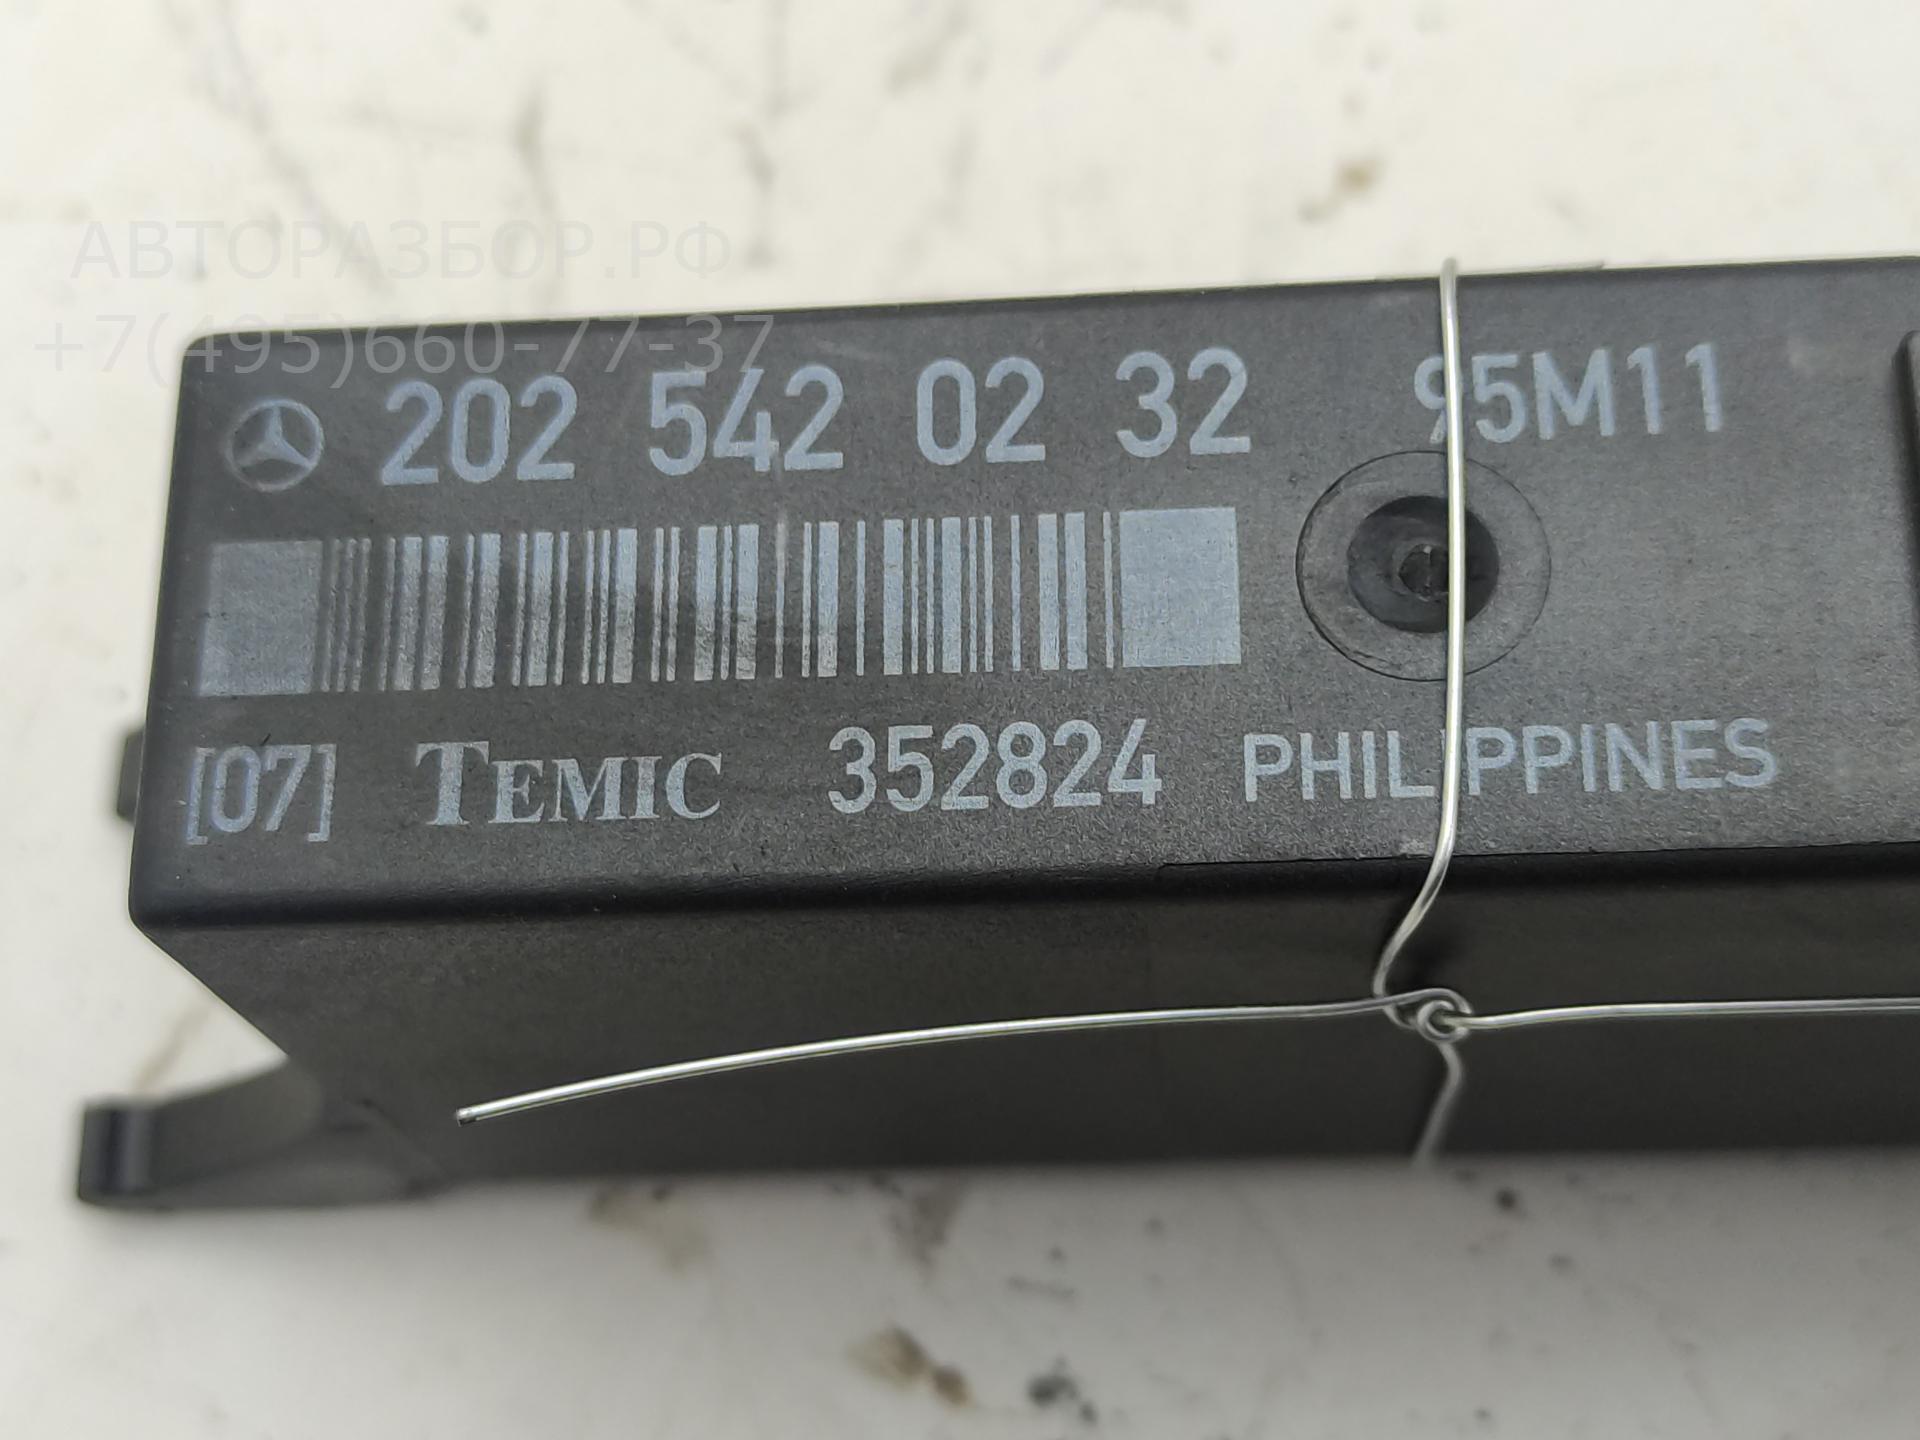 АВТОРАЗБОР.РФ
+7(495)660-77-37
202 542 02 32 95M11
[07] TEMIC 352824 PHILIPPINES